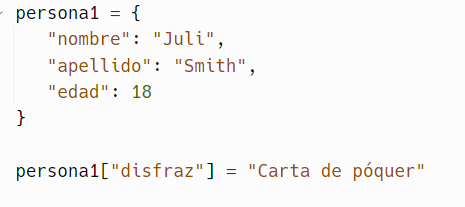 persona1 = {
"nombre": "Juli",
"apellido": "Smith",
"edad": 18
}
persona1["disfraz"] = "Carta de póquer"